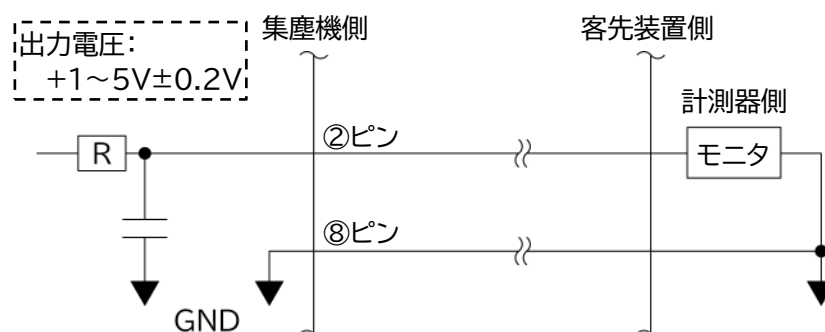 出力電圧:
+1~5V±0.2V
集塵機側
客先装置側
計測器側
R
②ピン
モニタ
⑧ピン
GND